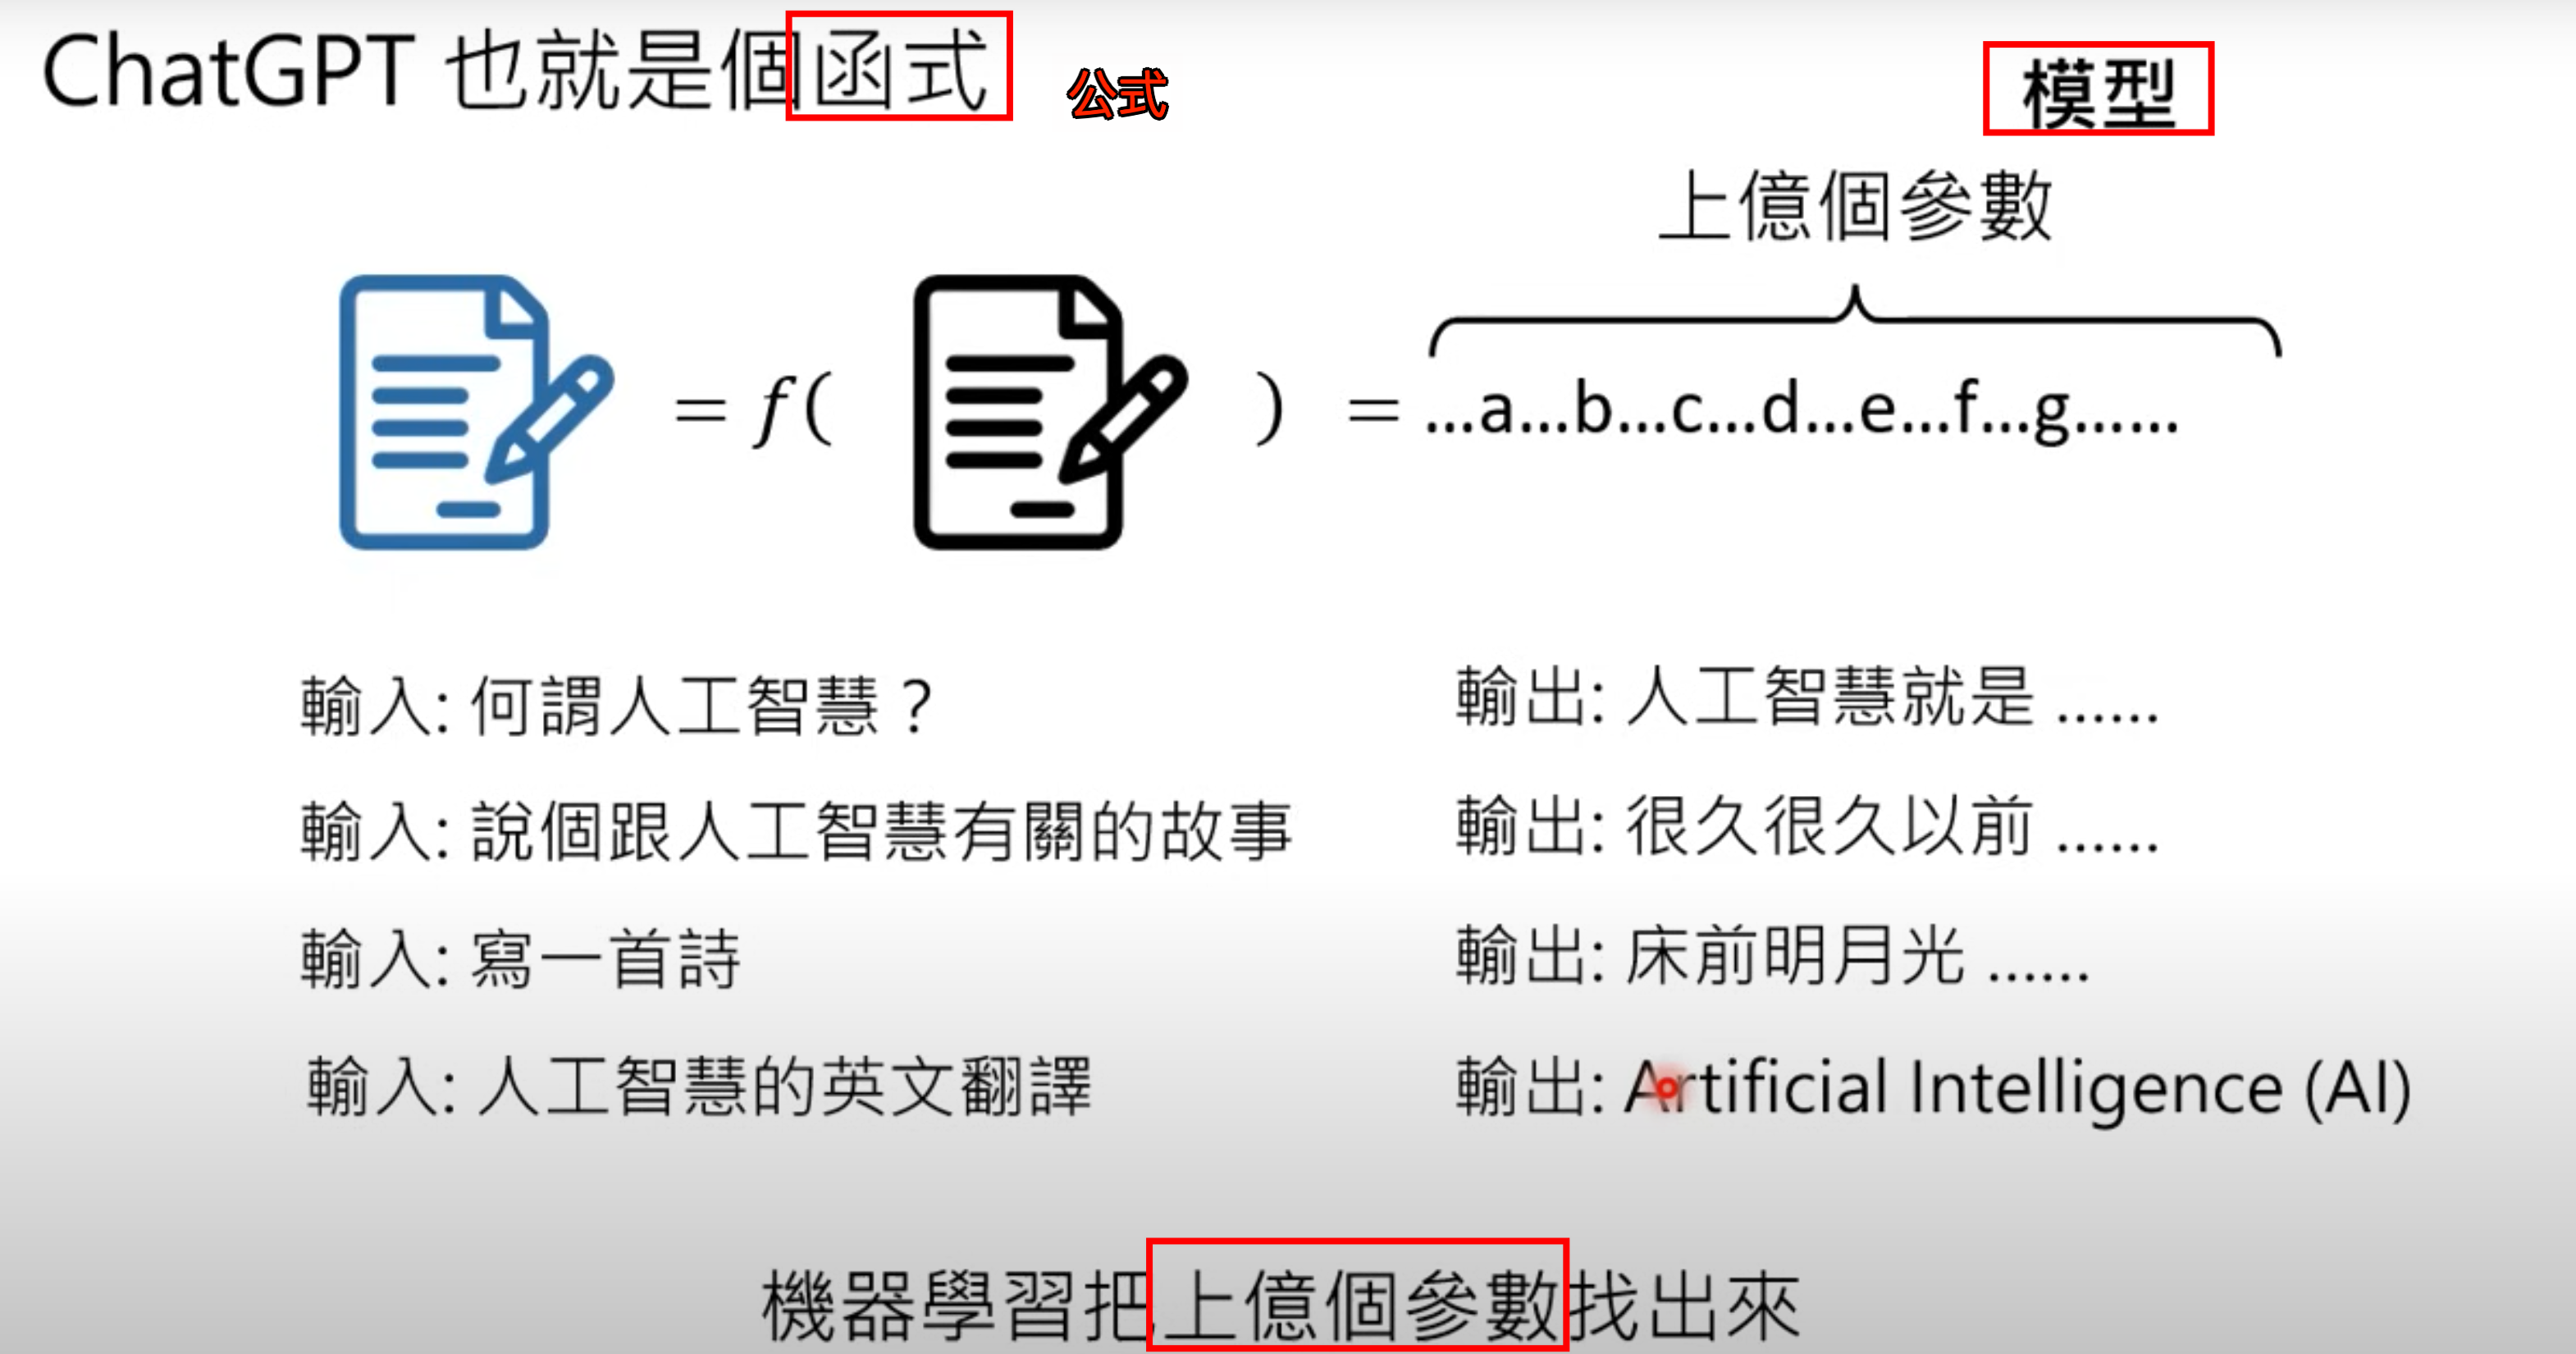 ChatGPT 也就是個函式
公式
模型
上億個參數
= f( ) = ...a...b...c...d...e...f...g......
輸入: 何謂人工智慧？
輸出: 人工智慧就是 ......
輸入: 說個跟人工智慧有關的故事
輸出: 很久很久以前 ......
輸入: 寫一首詩
輸出: 床前明月光 ......
輸入: 人工智慧的英文翻譯
輸出: Artificial Intelligence (AI)
機器學習把上億個參數找出來